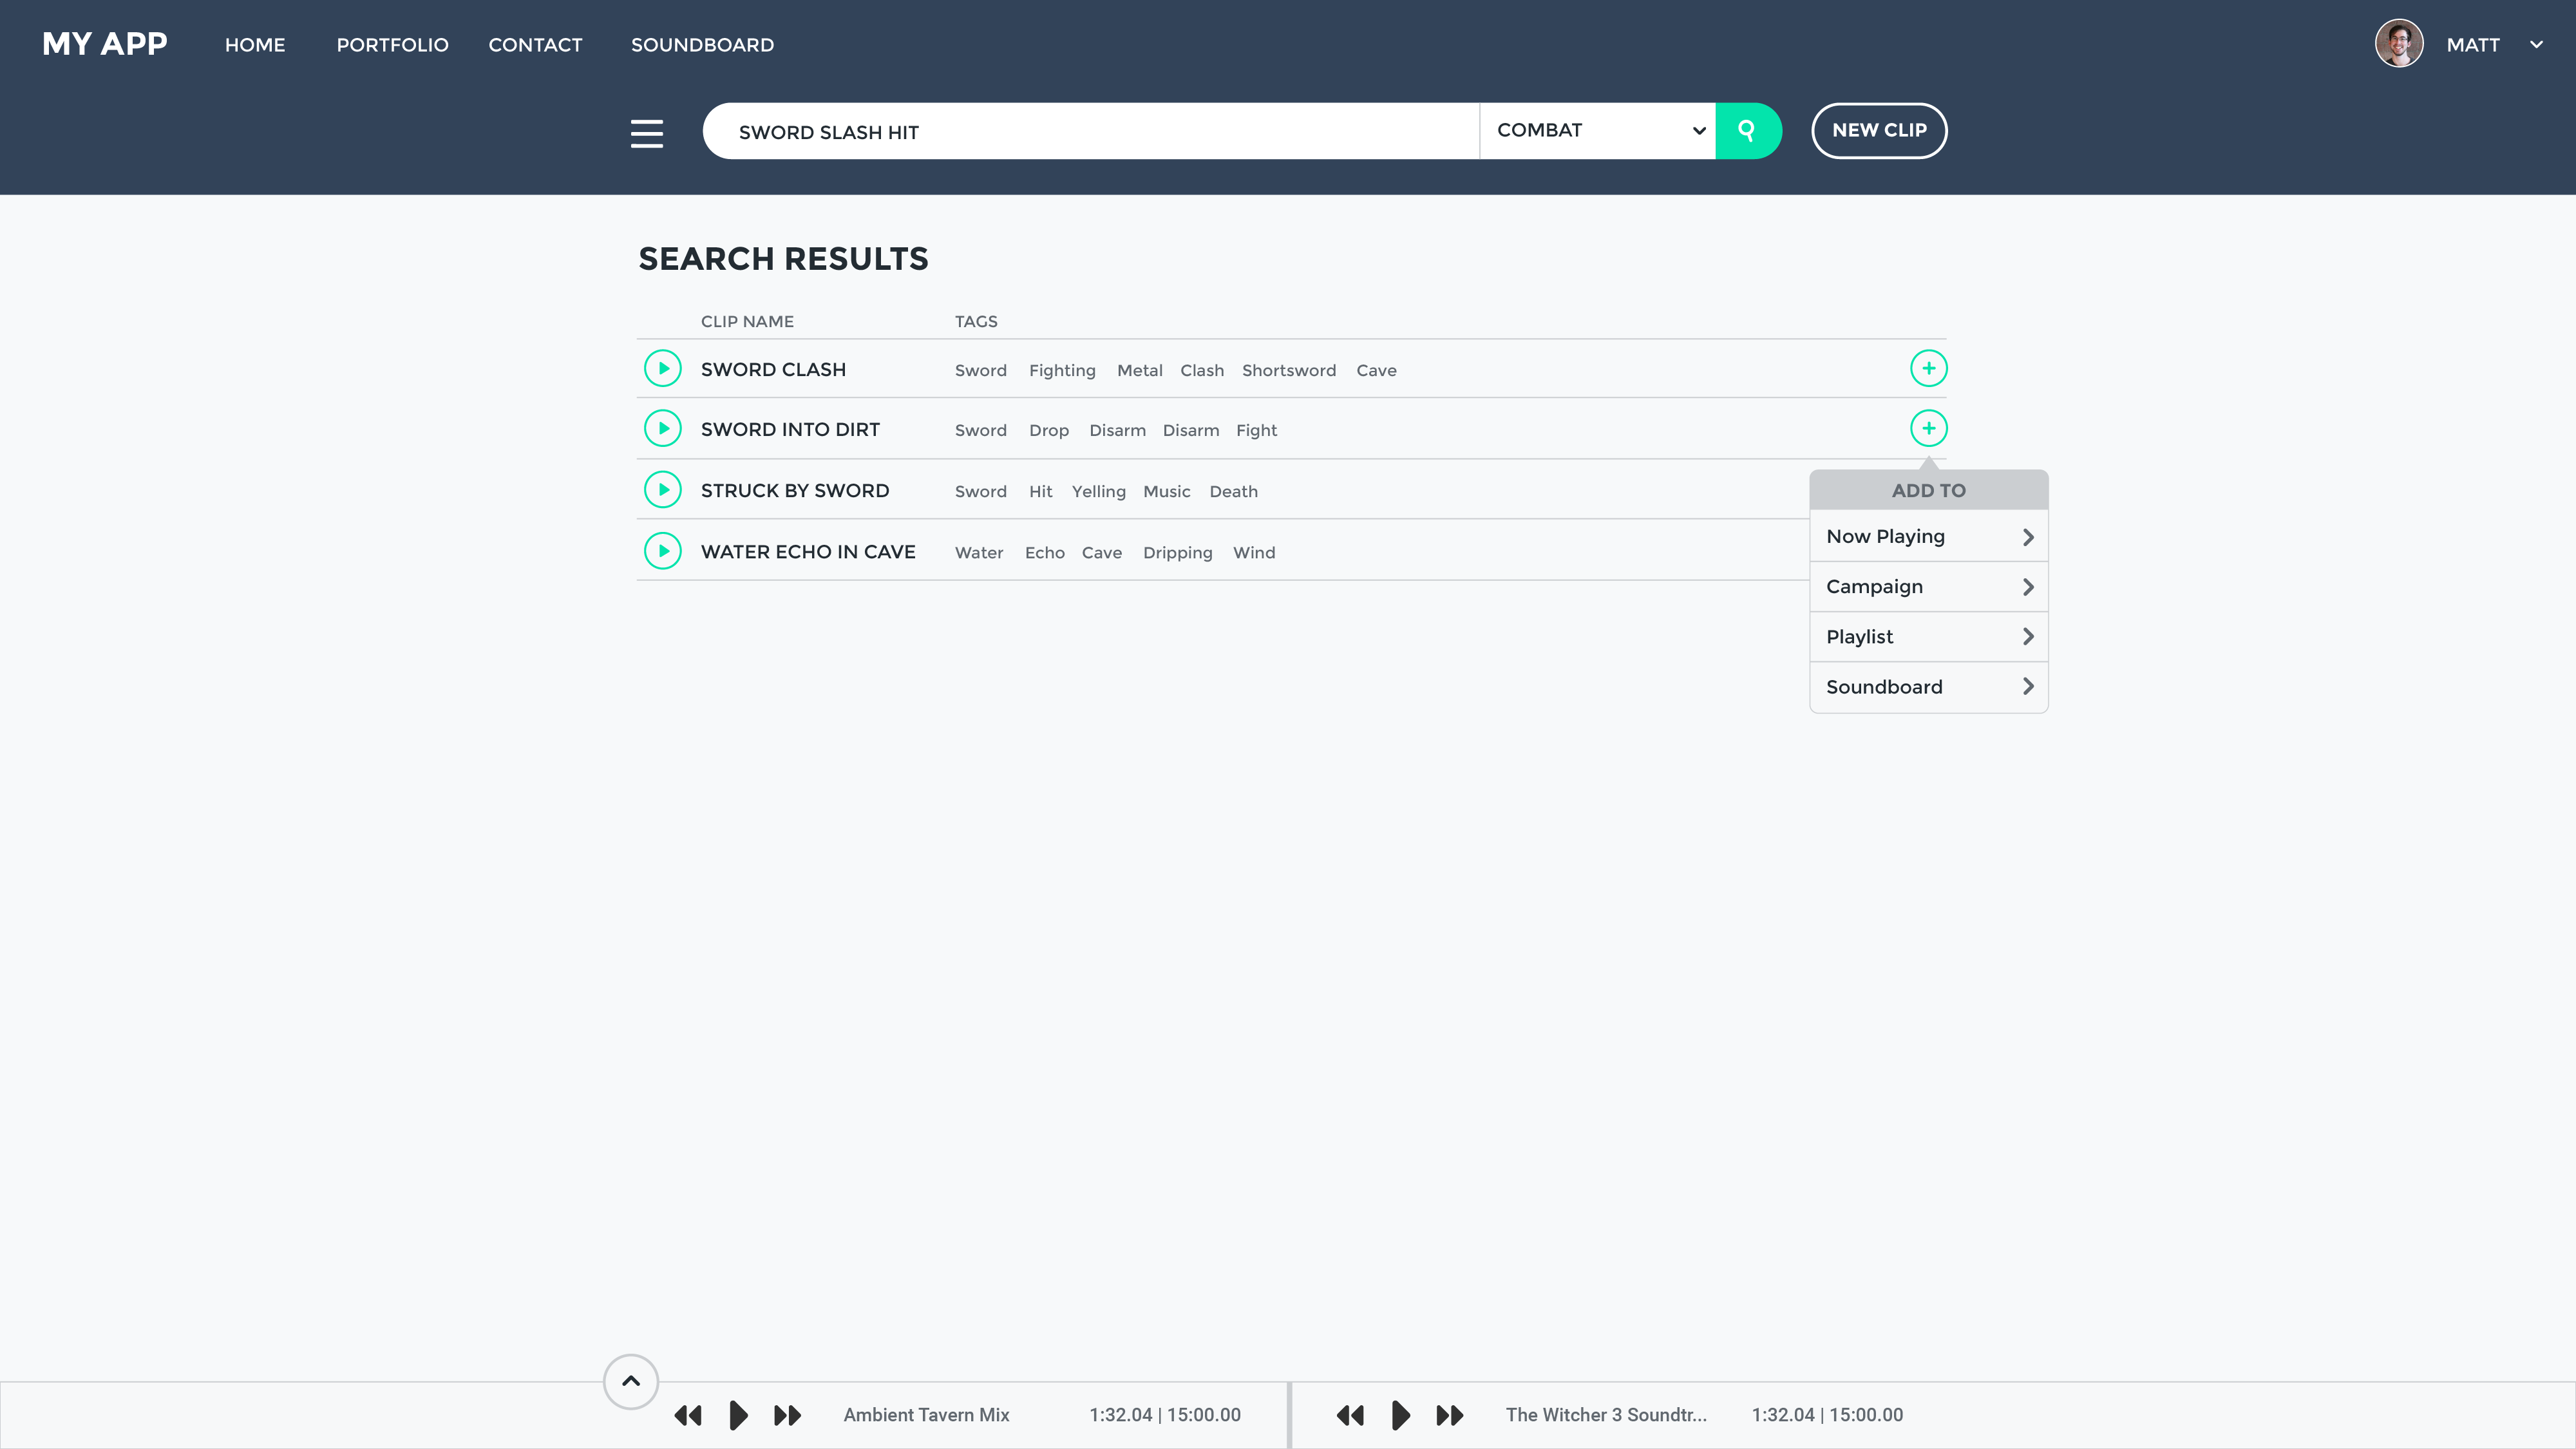 MY APP HOME PORTFOLIO CONTACT SOUNDBOARD MATT
SWORD SLASH HIT COMBAT NEW CLIP
SEARCH RESULTS
CLIP NAME TAGS
SWORD CLASH Sword Fighting Metal Clash Shortsword Cave
SWORD INTO DIRT Sword Drop Disarm Disarm Fight
STRUCK BY SWORD Sword Hit Yelling Music Death
WATER ECHO IN CAVE Water Echo Cave Dripping Wind
ADD TO
Now Playing
Campaign
Playlist
Soundboard
Ambient Tavern Mix 1:32.04 | 15:00.00 The Witcher 3 Soundtr... 1:32.04 | 15:00.00